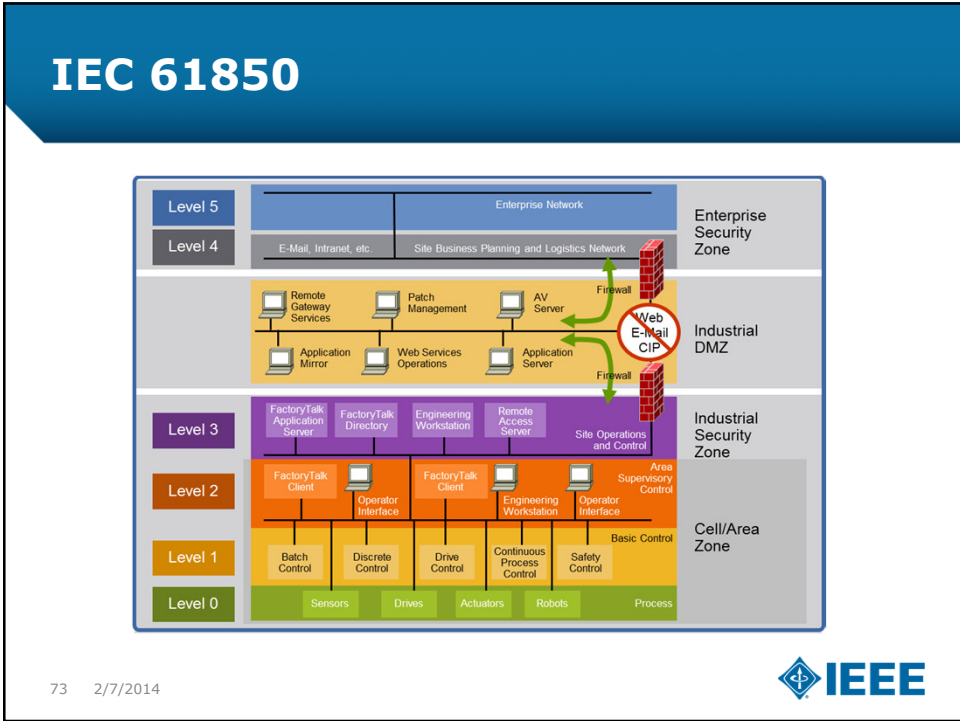 IEC 61850
Level 5
Enterprise Network
Level 4
E-Mail, Intranet, etc.
Site Business Planning and Logistics Network
Enterprise
Security
Zone
Firewall
Remote
Gateway
Services
Patch
Management
AV
Server
Web
E-Mail
CIP
Application
Mirror
Web Services
Operations
Application
Server
Firewall
Industrial
DMZ
Level 3
FactoryTalk
Application
Server
FactoryTalk
Directory
Engineering
Workstation
Remote
Access
Server
Site Operations
and Control
Industrial
Security
Zone
Level 2
FactoryTalk
Client
Operator
Interface
FactoryTalk
Client
Engineering
Workstation
Operator
Interface
Area
Supervisory
Control
Level 1
Basic Control
Batch
Control
Discrete
Control
Drive
Control
Continuous
Process
Control
Safety
Control
Cell/Area
Zone
Level 0
Sensors
Drives
Actuators
Robots
Process
73 2/7/2014
IEEE